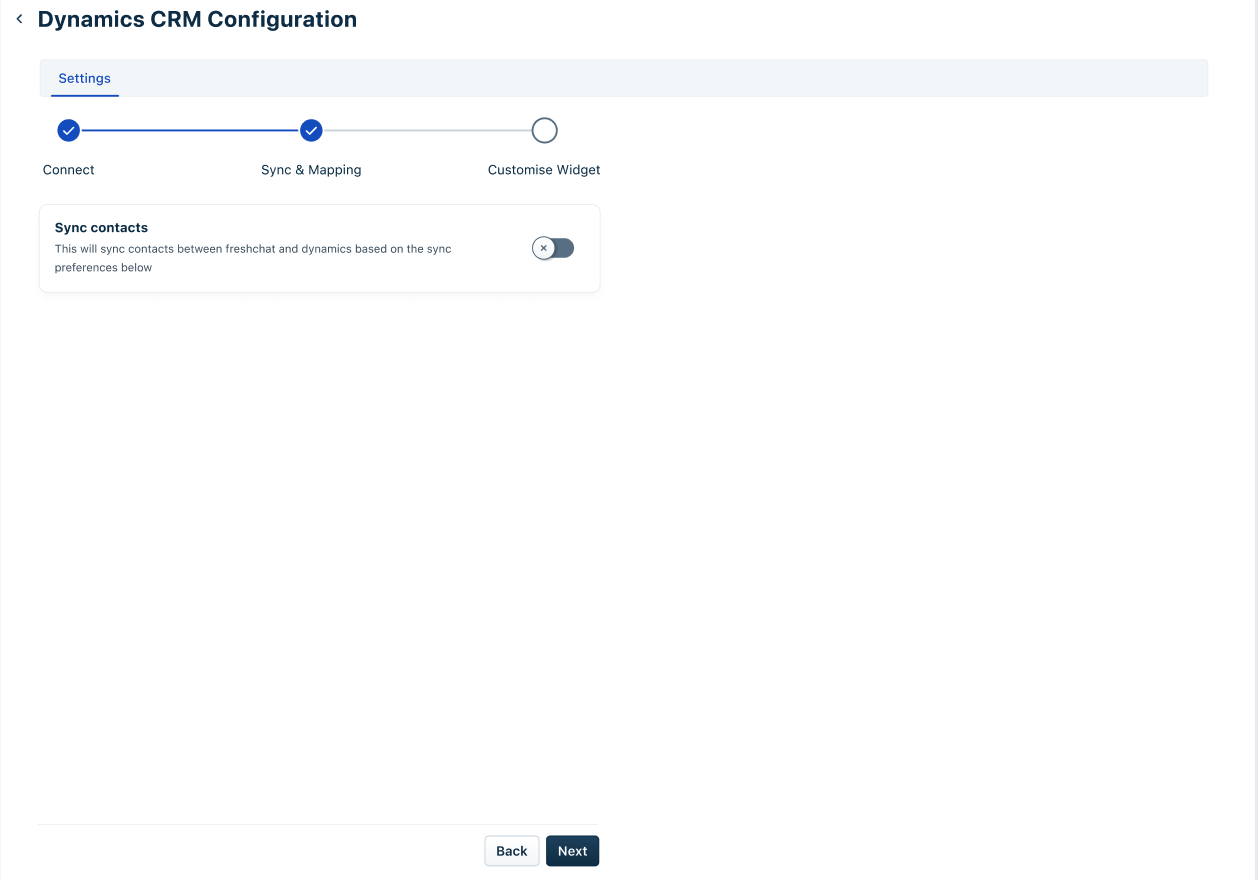 Dynamics CRM Configuration
Settings
Connect
Sync & Mapping
Customise Widget
Sync contacts
This will sync contacts between freshchat and dynamics based on the sync
preferences below
Back
Next